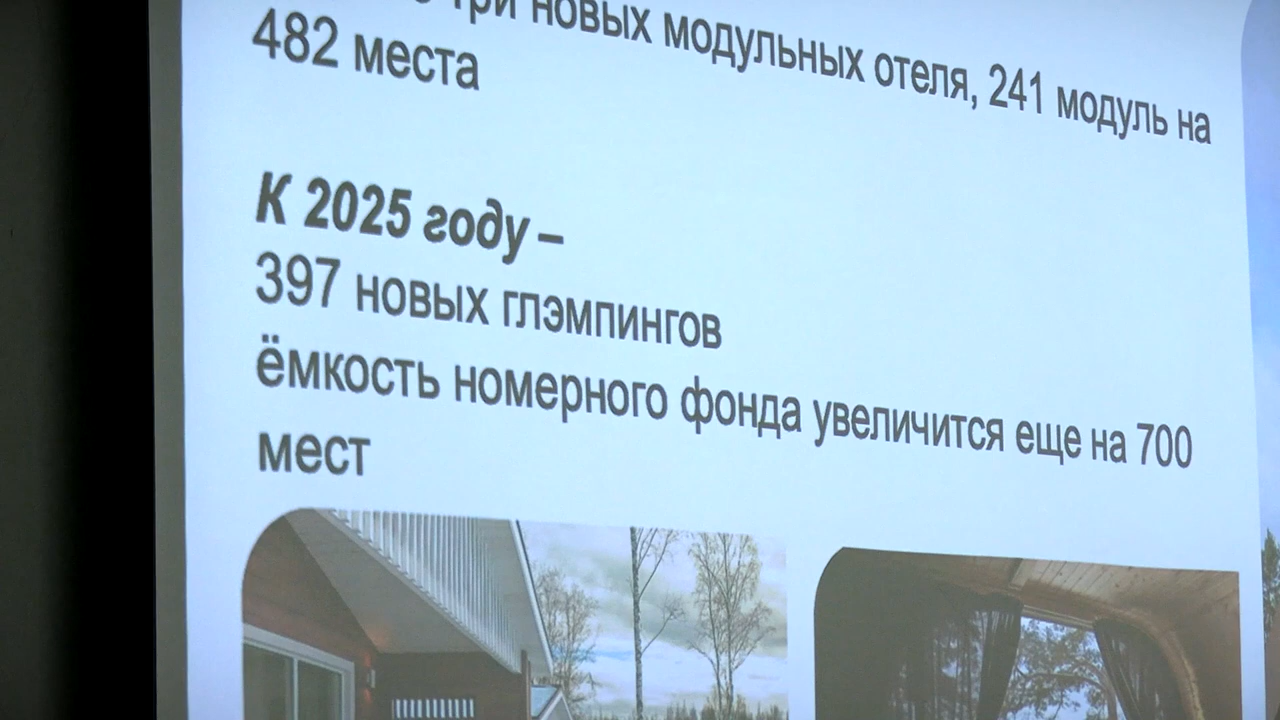 три новых модульных отеля, 241 модуль на
482 места
К 2025 году –
397 новых глэмпингов
ёмкость номерного фонда увеличится еще на 700
мест